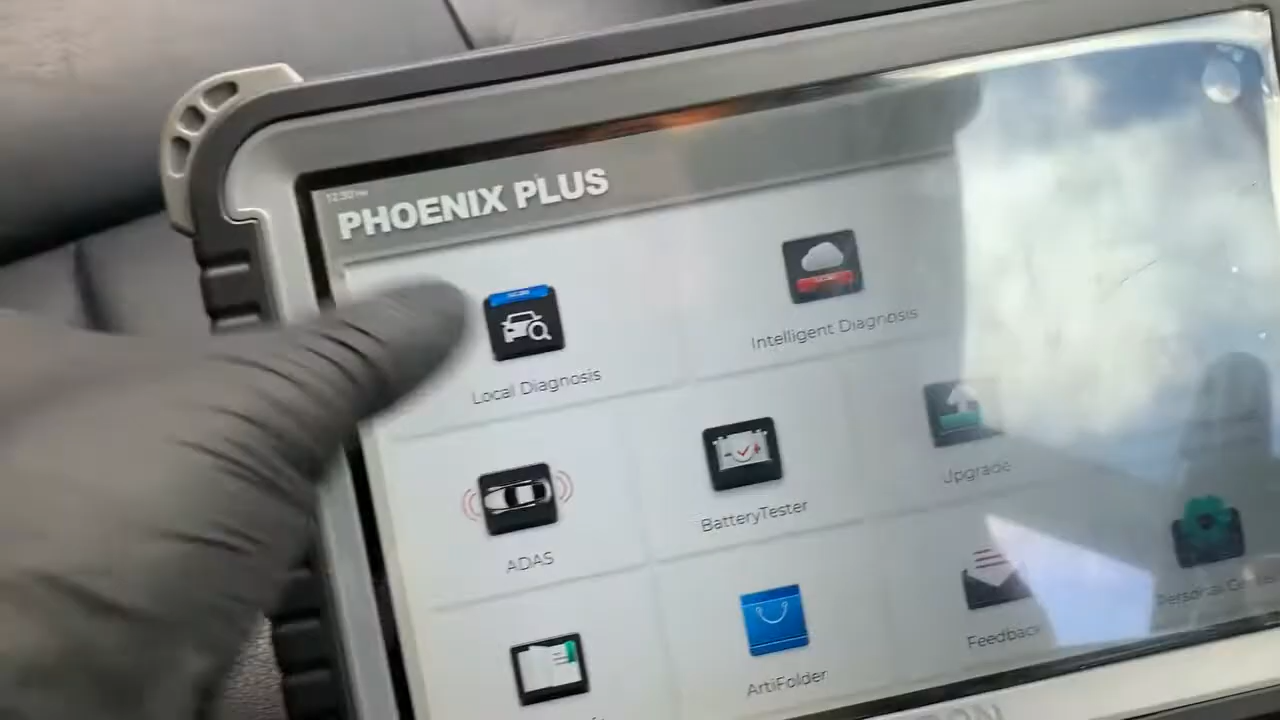 PHOENIX PLUS
Local Diagnosis
Intelligent Diagnosis
ADAS
BatteryTester
Upgrade
ArtiFolder
Feedback